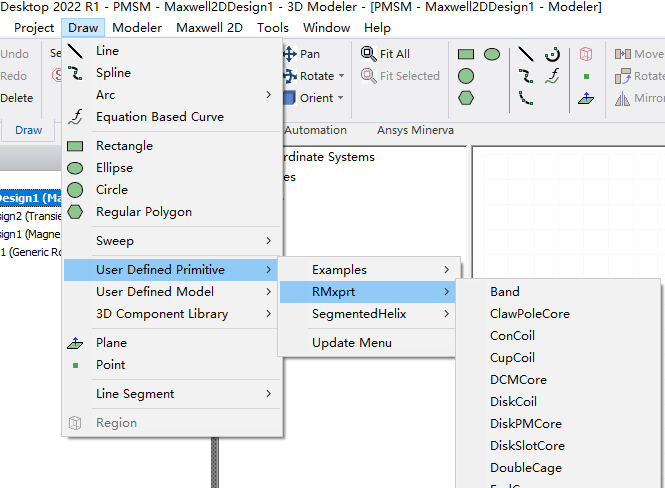 Desktop 2022 R1 - PMSM - Maxwell2DDesign1 - 3D Modeler - [PMSM - Maxwell2DDesign1 - Modeler]
Project Draw Modeler Maxwell 2D Tools Window Help
Undo
Redo
Delete
Se
Pan
Rotate
Orient
Fit All
Fit Selected
Move
Rotate
Mirror
Draw
Automation
Ansys Minerva
Line
Spline
Arc
Equation Based Curve
Rectangle
Ellipse
Circle
Regular Polygon
Sweep
User Defined Primitive
User Defined Model
3D Component Library
Plane
Point
Line Segment
Region
Examples
RMxprt
SegmentedHelix
Update Menu
Band
ClawPoleCore
ConCoil
CupCoil
DCMCore
DiskCoil
DiskPMCore
DiskSlotCore
DoubleCage
rdinate Systems
es
Design1 (Ma
sign2 (Transie
sign1 (Magne
1 (Generic Ro